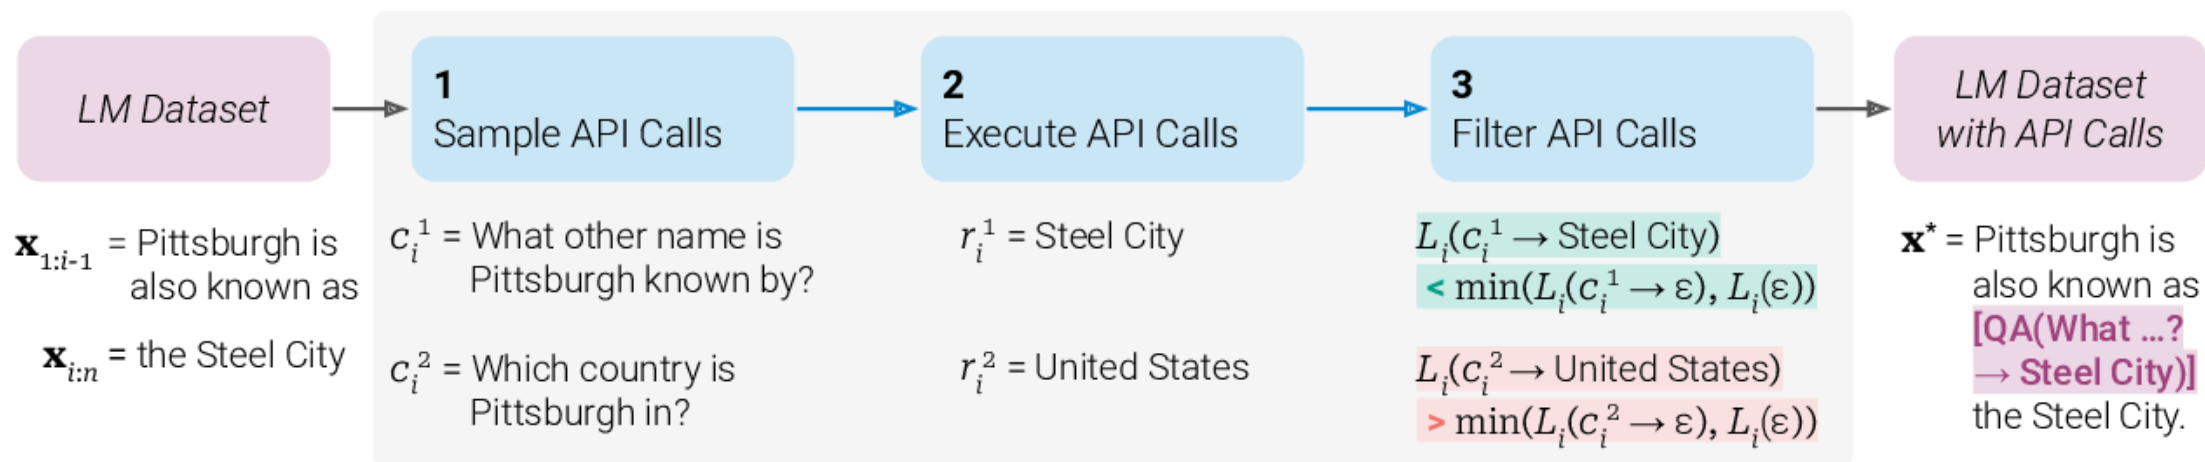 LM Dataset
1
Sample API Calls
2
Execute API Calls
3
Filter API Calls
LM Dataset
with API Calls
x₁:ᵢ₋₁ = Pittsburgh is
also known as
xᵢ:ₙ = the Steel City
cᵢ¹ = What other name is
Pittsburgh known by?
cᵢ² = Which country is
Pittsburgh in?
rᵢ¹ = Steel City
rᵢ² = United States
Lᵢ(cᵢ¹ → Steel City)
< min(Lᵢ(cᵢ¹ → ε), Lᵢ(ε))
Lᵢ(cᵢ² → United States)
> min(Lᵢ(cᵢ² → ε), Lᵢ(ε))
x* = Pittsburgh is
also known as
[QA(What ...?
→ Steel City)]
the Steel City.